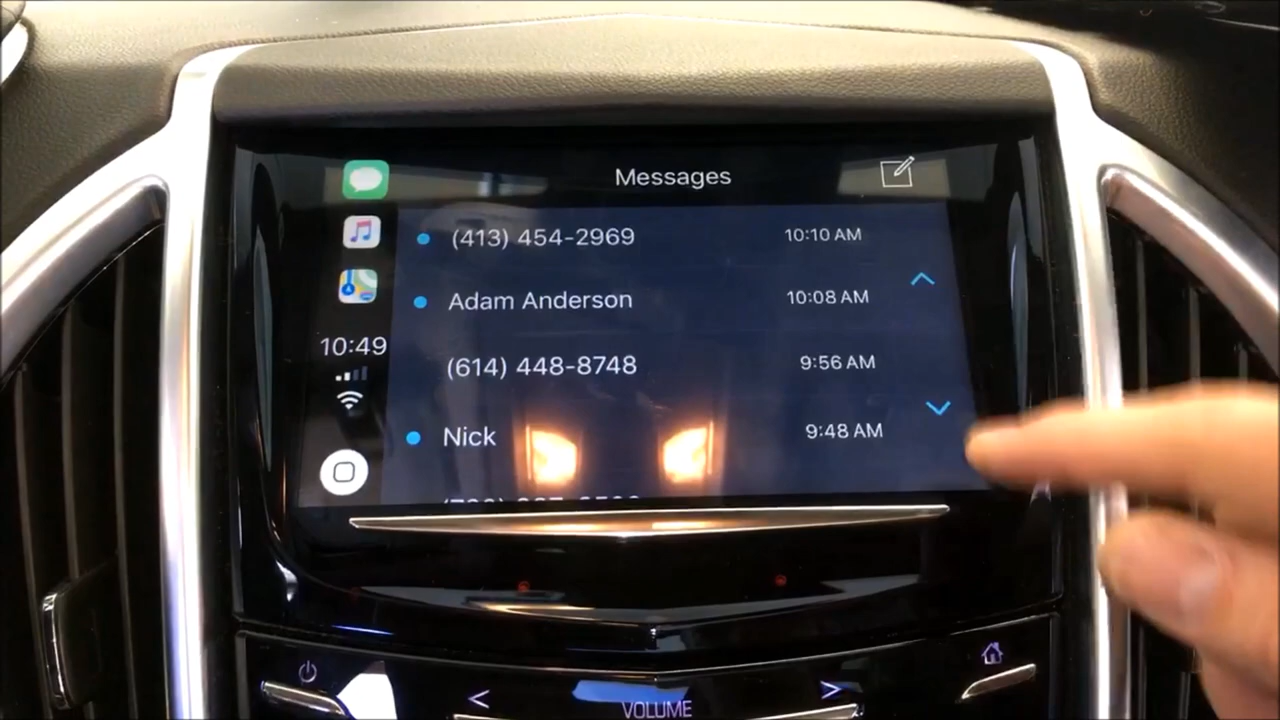 Messages
(413) 454-2969 10:10 AM
Adam Anderson 10:08 AM
(614) 448-8748 9:56 AM
10:49
Nick 9:48 AM
VOLUME